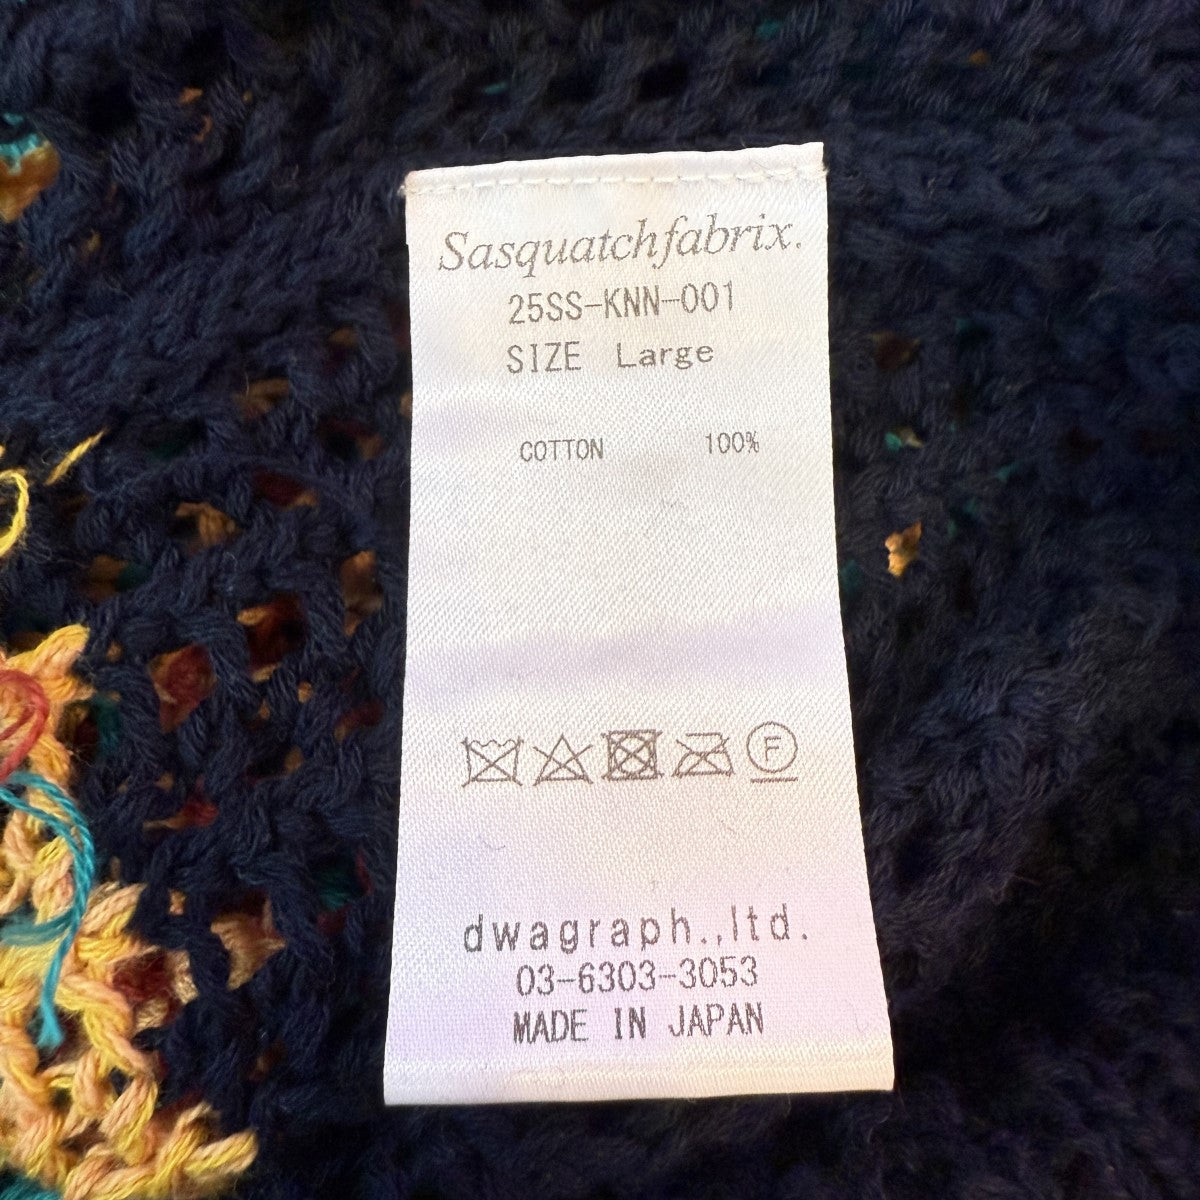 Sasquatchfabrix.
25SS-KNN-001
SIZE Large
COTTON 100%
F
dwagraph.,ltd.
03-6303-3053
MADE IN JAPAN